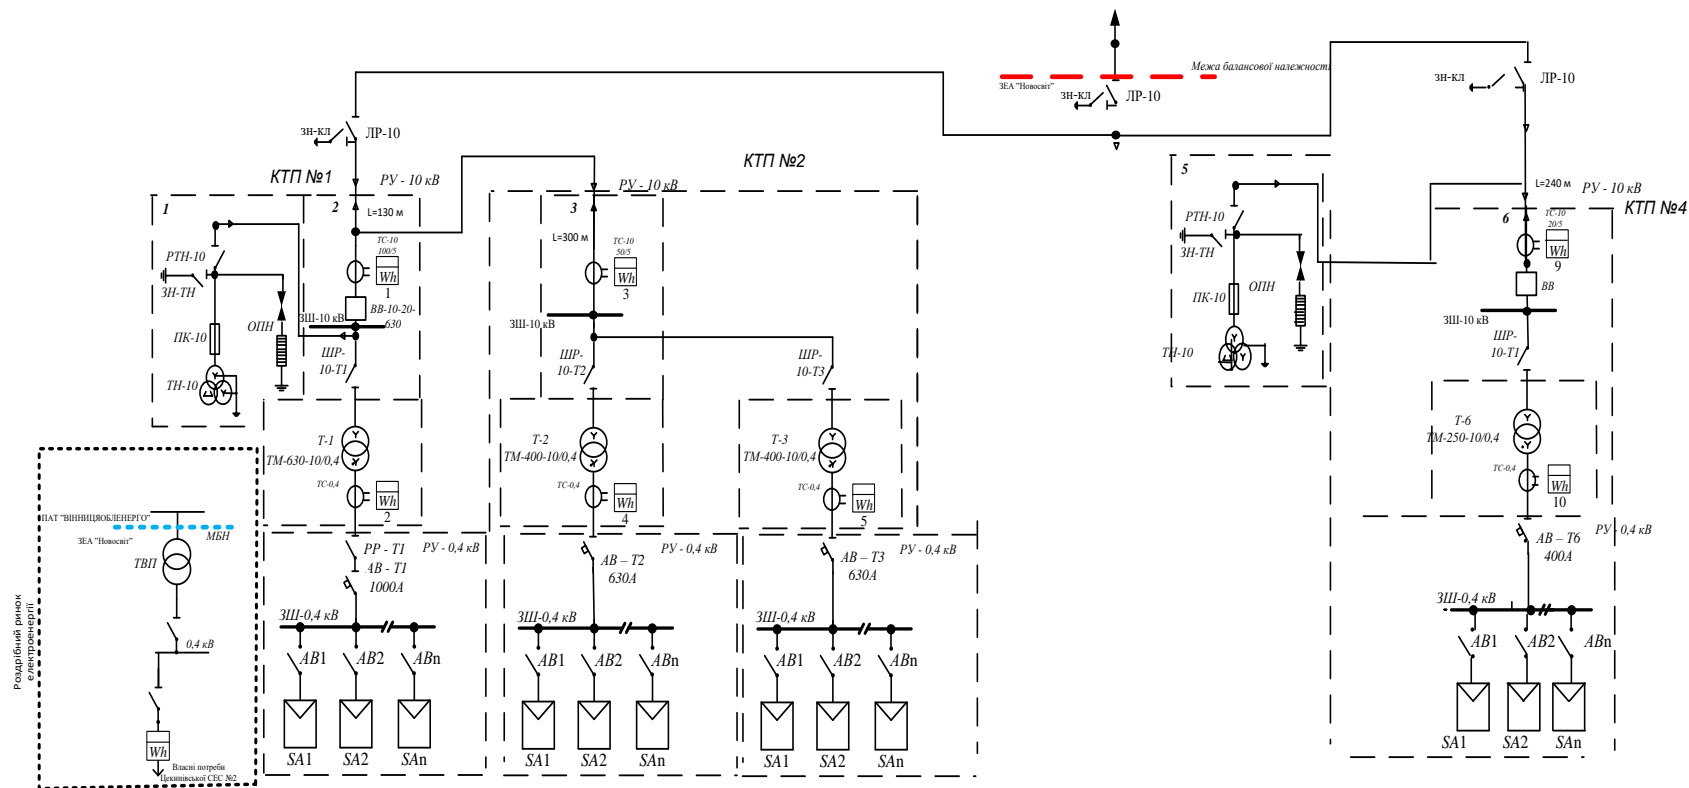 Межа балансової належності
ЗЕА "Новосвіт"
зн-кл
ЛР-10
зн-кл
ЛР-10
зн-кл
ЛР-10
КТП №1
РУ - 10 кВ
1
2
L=130 м
ТС-10
100/5
Wh
1
РТН-10
ЗН-ТН
ПК-10
ОПН
ТН-10
ВВ-10-20-
630
ЗШ-10 кВ
ШР-
10-Т1
Т-1
ТМ-630-10/0,4
ТС-0,4
Wh
2
РР - Т1
АВ - Т1
1000А
РУ - 0,4 кВ
ЗШ-0,4 кВ
АВ1
АВ2
АВn
SA1
SA2
SAn
КТП №2
РУ - 10 кВ
3
L=300 м
ТС-10
50/5
Wh
3
ЗШ-10 кВ
ШР-
10-Т2
ШР-
10-Т3
Т-2
ТМ-400-10/0,4
ТС-0,4
Wh
4
АВ – Т2
630А
РУ - 0,4 кВ
ЗШ-0,4 кВ
АВ1
АВ2
АВn
SA1
SA2
SAn
Т-3
ТМ-400-10/0,4
ТС-0,4
Wh
5
АВ – Т3
630А
РУ - 0,4 кВ
ЗШ-0,4 кВ
АВ1
АВ2
АВn
SA1
SA2
SAn
5
РТН-10
ЗН-ТН
ПК-10
ОПН
ТН-10
L=240 м
РУ - 10 кВ
КТП №4
6
ТС-10
20/5
Wh
9
ВВ
ЗШ-10 кВ
ШР-
10-Т1
Т-6
ТМ-250-10/0,4
ТС-0,4
Wh
10
АВ – Т6
400А
РУ - 0,4 кВ
ЗШ-0,4 кВ
АВ1
АВ2
АВn
SA1
SA2
SAn
Роздрібний ринок
електроенергії
ПАТ "ВІННИЦЯОБЛЕНЕРГО"
ЗЕА "Новосвіт"
МБН
ТВП
0,4 кВ
Wh
Власні потреби
Цекинівської СЕС №2